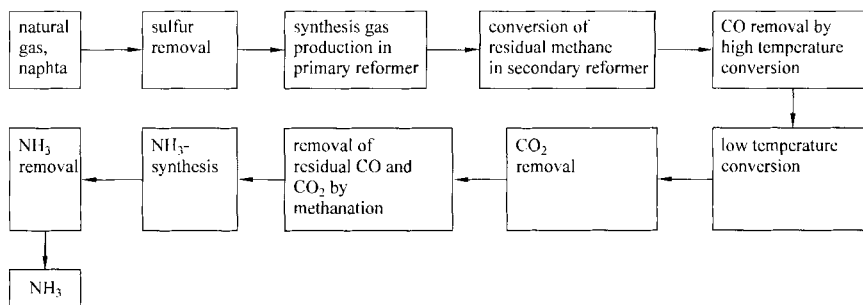 natural
gas,
naphta
sulfur
removal
synthesis gas
production in
primary reformer
conversion of
residual methane
in secondary reformer
CO removal by
high temperature
conversion
low temperature
conversion
CO₂
removal
removal of
residual CO and
CO₂ by
methanation
NH₃-
synthesis
NH₃
removal
NH₃